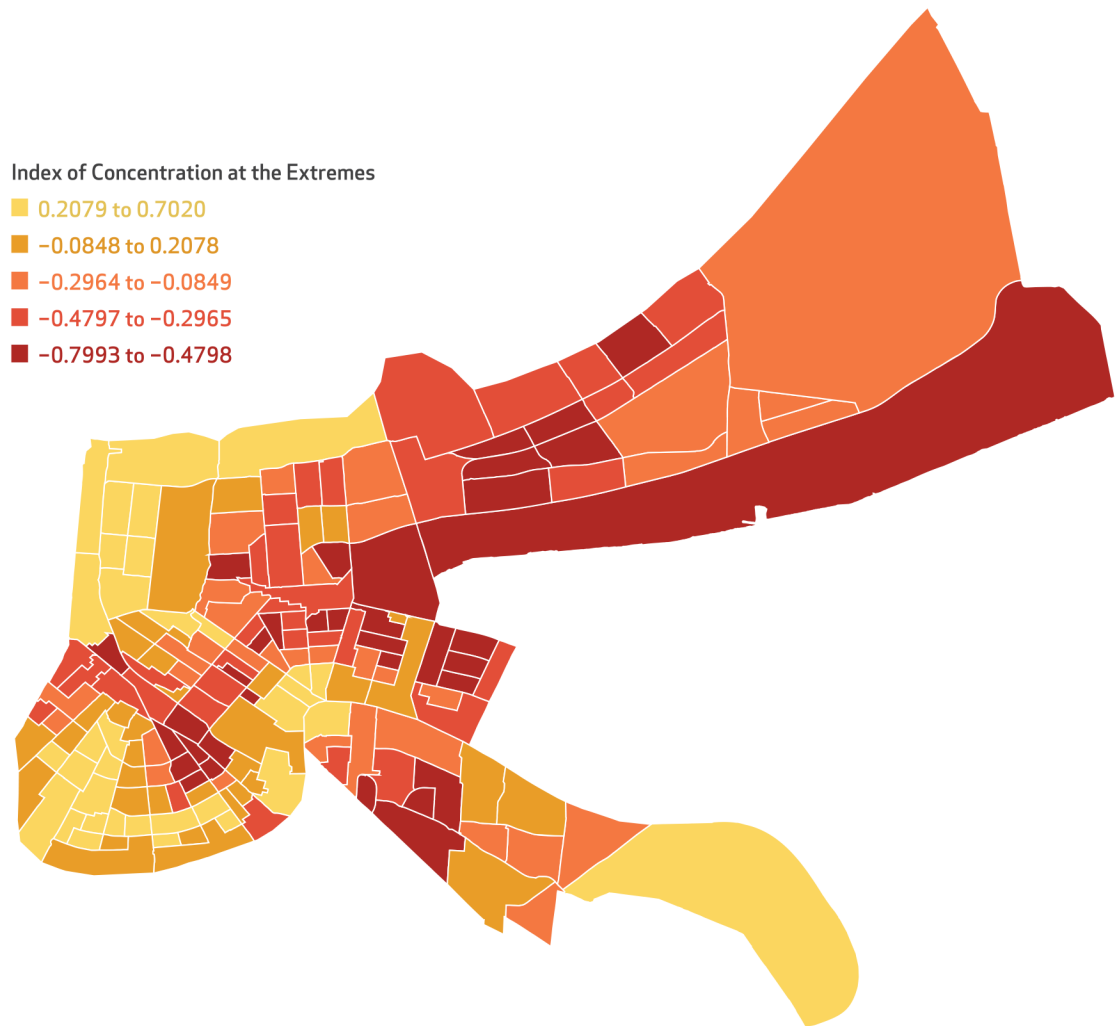 Index of Concentration at the Extremes
0.2079 to 0.7020
−0.0848 to 0.2078
−0.2964 to −0.0849
−0.4797 to −0.2965
−0.7993 to −0.4798